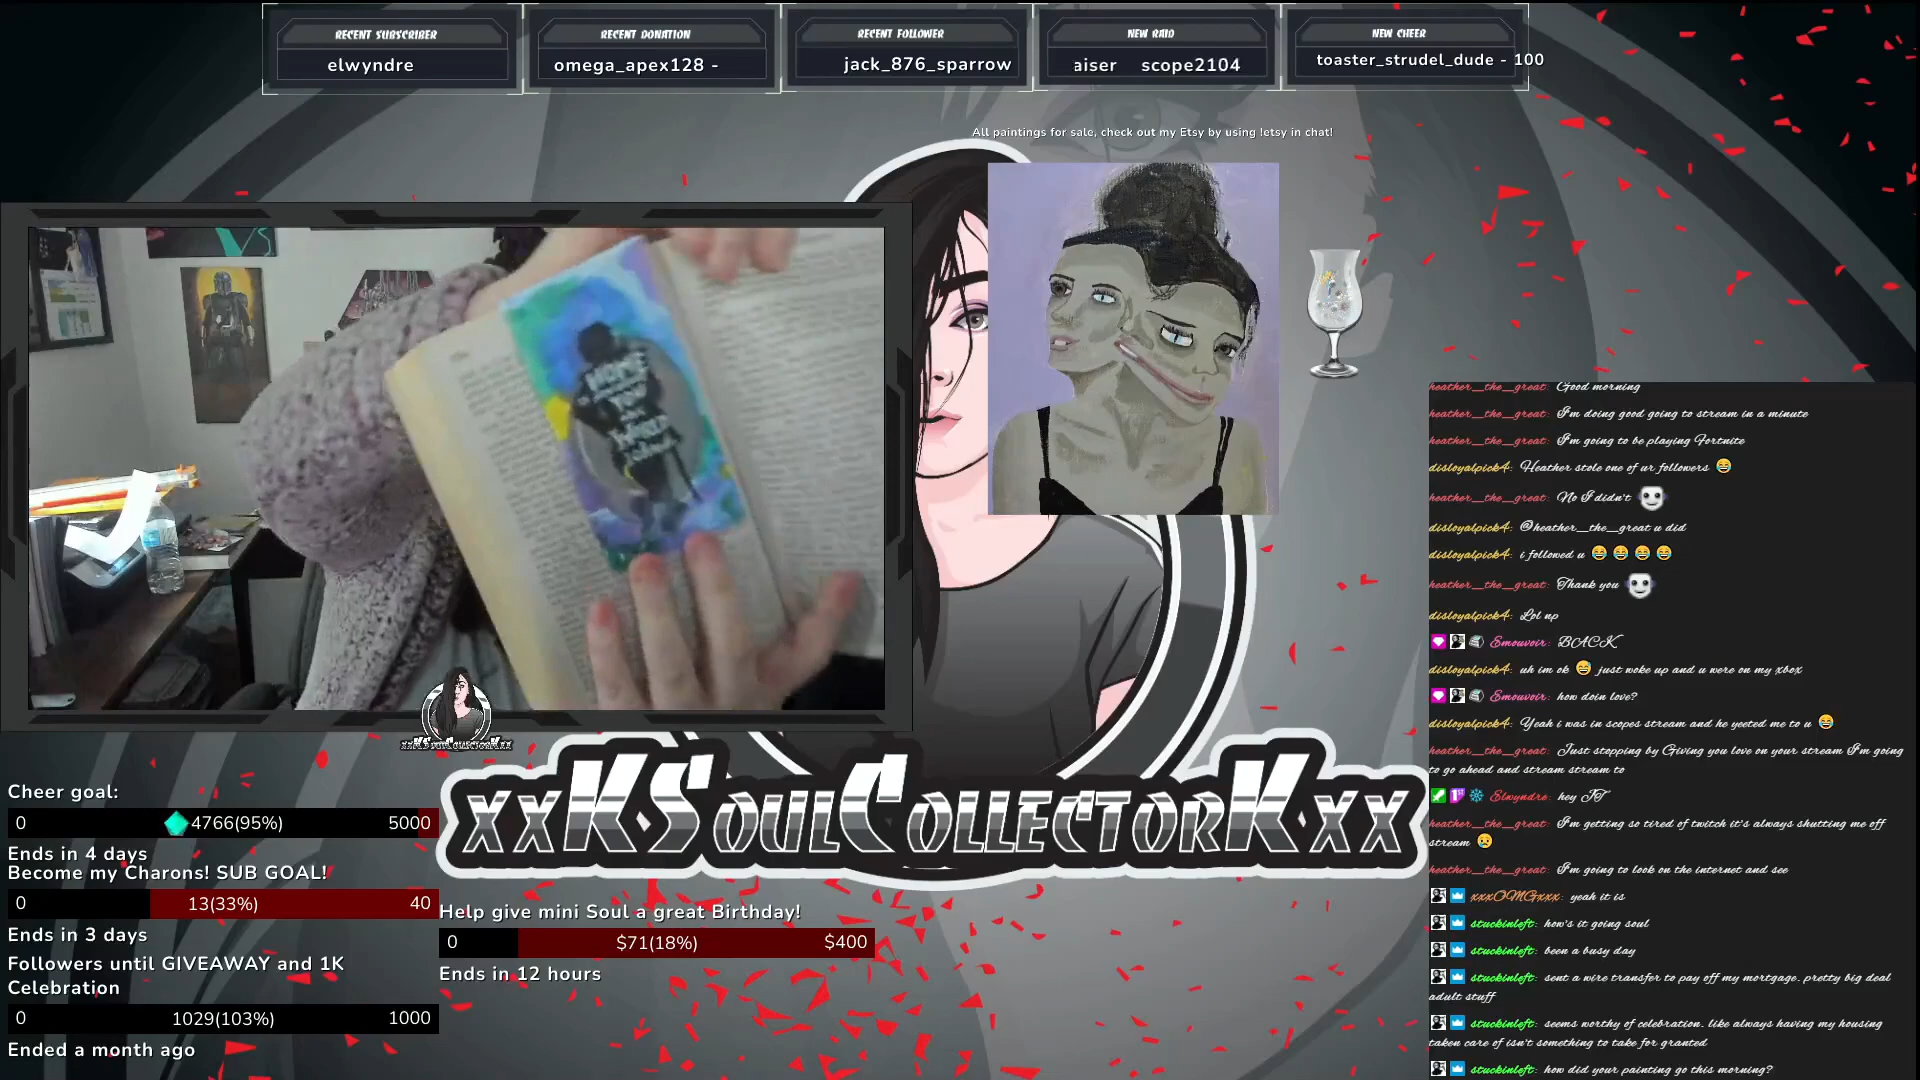 RECENT SUBSCRIBER
elwyndre
RECENT DONATION
omega_apex128 -
RECENT FOLLOWER
jack_876_sparrow
NEW RAID
aiser scope2104
NEW CHEER
toaster_strudel_dude - 100
All paintings for sale, check out my Etsy by using !etsy in chat!
heather_the_great: Good morning
heather_the_great: I'm doing good going to stream in a minute
heather_the_great: I'm going to be playing Fortnite
disloyalpick4: Heather stole one of ur followers 😂
heather_the_great: No I didn't
disloyalpick4: @heather_the_great u did
disloyalpick4: i followed u 😂 😂 😂 😂
heather_the_great: Thank you
disloyalpick4: Lol np
Emouvoir: BACK
disloyalpick4: uh im ok 😅 just woke up and u were on my xbox
Emouvoir: how doin love?
disloyalpick4: Yeah i was in scopes stream and he yeeted me to u 😂
heather_the_great: Just stopping by Giving you love on your stream I'm going
to go ahead and stream stream to
Elwyndre: hey JT
heather_the_great: I'm getting so tired of twitch it's always shutting me off
stream 😢
heather_the_great: I'm going to look on the internet and see
xxxOMGxxx: yeah it is
stuckinleft: how's it going soul
stuckinleft: been a busy day
stuckinleft: sent a wire transfer to pay off my mortgage. pretty big deal
adult stuff
stuckinleft: seems worthy of celebration. like always having my housing
taken care of isn't something to take for granted
stuckinleft: how did your painting go this morning?
xxKSoulCollectorKxx
xxKSoulCollectorKxx
Cheer goal:
0 4766(95%) 5000
Ends in 4 days
Become my Charons! SUB GOAL!
0 13(33%) 40
Ends in 3 days
Followers until GIVEAWAY and 1K
Celebration
0 1029(103%) 1000
Ended a month ago
Help give mini Soul a great Birthday!
0 $71(18%) $400
Ends in 12 hours